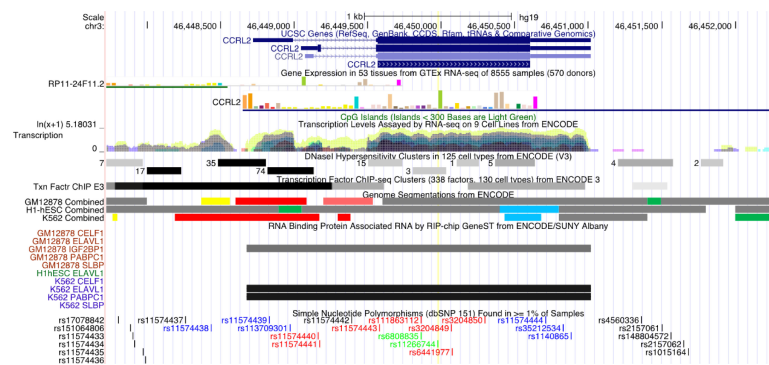 Scale 1 kb hg19
chr3: 46,448,500 46,449,000 46,449,500 46,450,000 46,450,500 46,451,000 46,451,500 46,452,000
UCSC Genes (RefSeq, GenBank, CCDS, Rfam, tRNAs & Comparative Genomics)
CCRL2
CCRL2
CCRL2
CCRL2
Gene Expression in 53 tissues from GTEx RNA-seq of 8555 samples (570 donors)
RP11-24F11.2
CCRL2
CpG Islands (Islands < 300 Bases are Light Green)
Transcription Levels Assayed by RNA-seq on 9 Cell Lines from ENCODE
ln(x+1) 5.18031
Transcription
0
DNaseI Hypersensitivity Clusters in 125 cell types from ENCODE (V3)
7 35 15 1 5 4 2
17 74 3
Transcription Factor ChIP-seq Clusters (338 factors, 130 cell types) from ENCODE 3
Txn Factr ChIP E3
Genome Segmentations from ENCODE
GM12878 Combined
H1-hESC Combined
K562 Combined
RNA Binding Protein Associated RNA by RIP-chip GeneST from ENCODE/SUNY Albany
GM12878 CELF1
GM12878 ELAVL1
GM12878 IGF2BP1
GM12878 PABPC1
GM12878 SLBP
H1hESC ELAVL1
K562 CELF1
K562 ELAVL1
K562 PABPC1
K562 SLBP
Simple Nucleotide Polymorphisms (dbSNP 151) Found in >= 1% of Samples
rs17078842 rs11574437 rs11574439 rs11574442 rs111863112 rs3204850 rs11574444 rs4560336
rs151064806 rs11574438 rs113709301 rs11574443 rs3204849 rs35212534 rs2157061
rs11574433 rs11574440 rs6808835 rs1140865 rs148804572
rs11574434 rs11574441 rs11266744 rs2157062
rs11574435 rs6441977 rs1015164
rs11574436